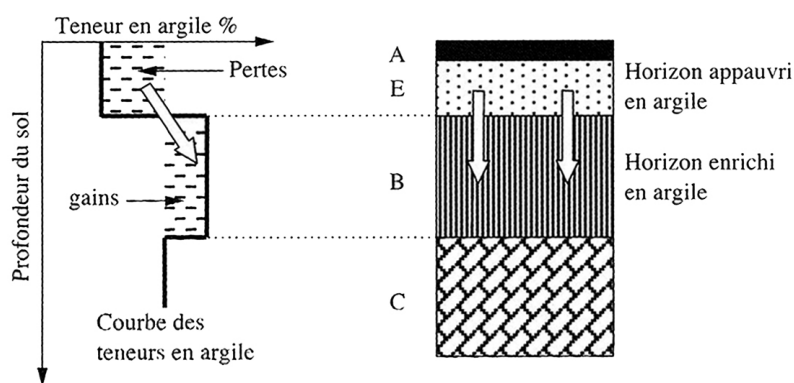 Teneur en argile %
Pertes
gains
Profondeur du sol
Courbe des
teneurs en argile
A
E
B
C
Horizon appauvri
en argile
Horizon enrichi
en argile